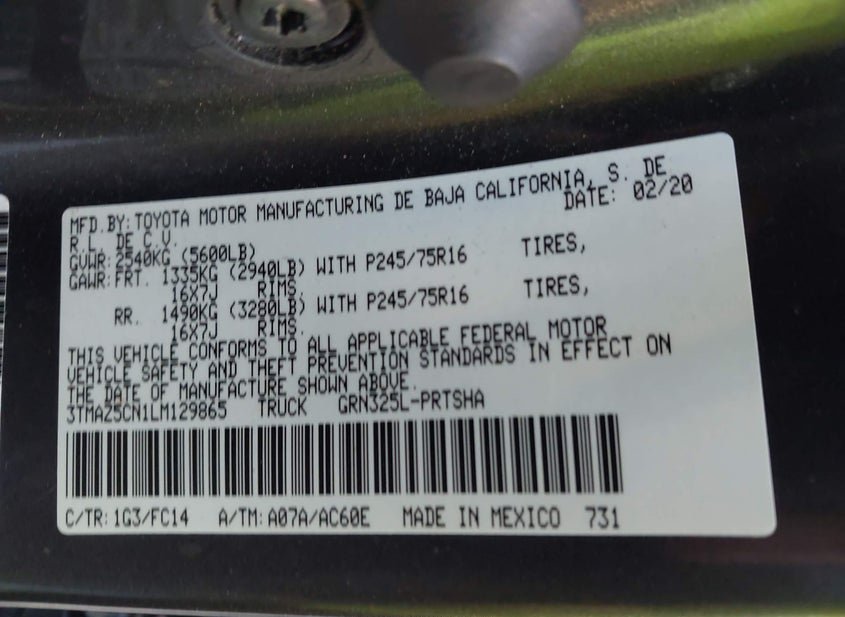 MFD.BY:TOYOTA MOTOR MANUFACTURING DE BAJA CALIFORNIA, S. DE
R.L. DE C.V. DATE: 02/20
GVWR:2540KG (5600LB)
GAWR:FRT. 1335KG (2940LB) WITH P245/75R16 TIRES,
16X7J RIMS.
RR. 1490KG (3280LB) WITH P245/75R16 TIRES,
16X7J RIMS.
THIS VEHICLE CONFORMS TO ALL APPLICABLE FEDERAL MOTOR
VEHICLE SAFETY AND THEFT PREVENTION STANDARDS IN EFFECT ON
THE DATE OF MANUFACTURE SHOWN ABOVE.
3TMAZ5CN1LM129865 TRUCK GRN325L-PRTSHA
C/TR:1G3/FC14 A/TM:A07A/AC60E MADE IN MEXICO 731